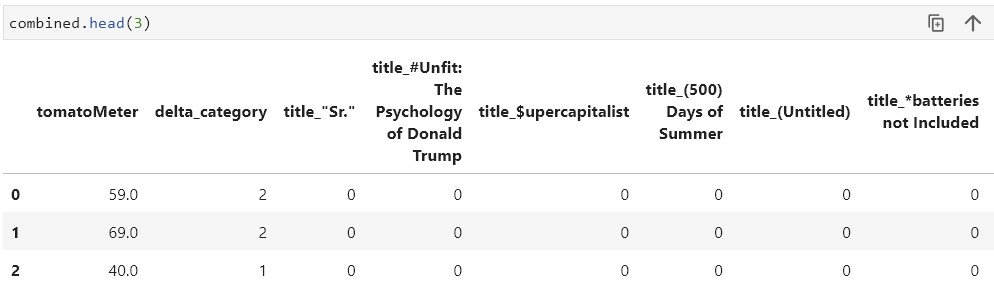 combined.head(3)
title_#Unfit:
The
title_(500)
title_*batteries
tomatoMeter delta_category title_"Sr." Psychology title_$upercapitalist Days of title_(Untitled) not Included
of Donald
Summer
Trump
0 59.0 2 0 0 0 0 0 0
1 69.0 2 0 0 0 0 0 0
2 40.0 1 0 0 0 0 0 0